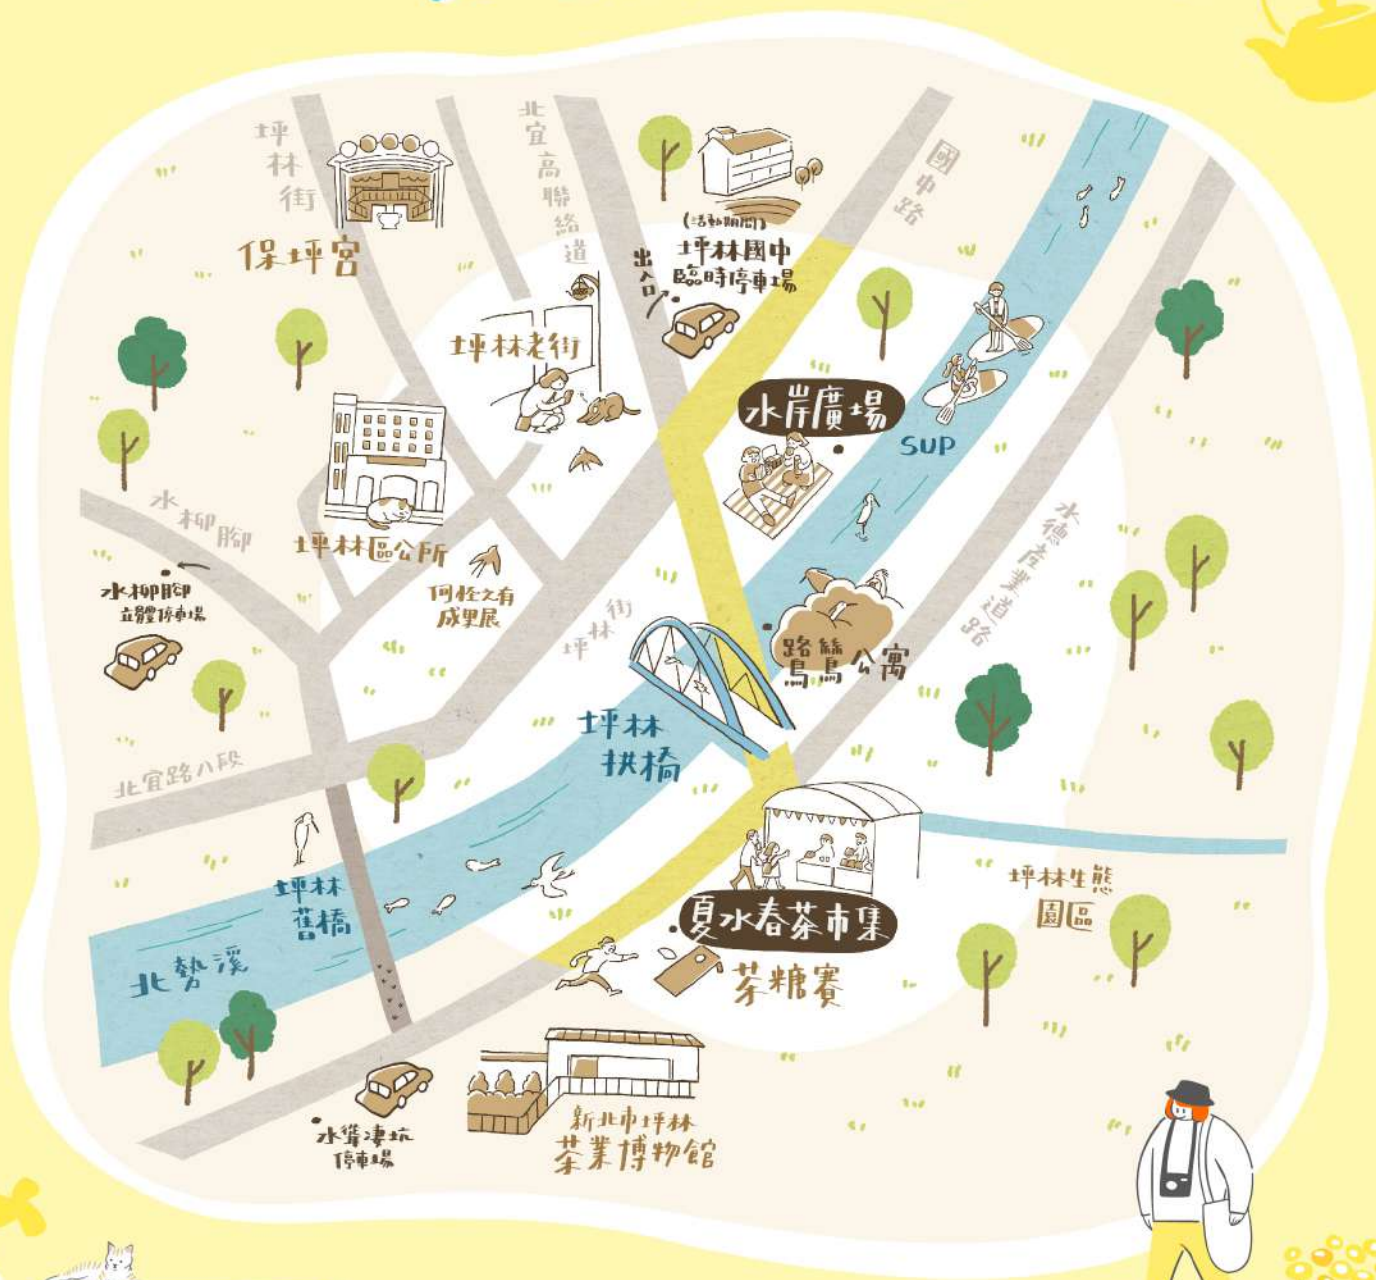 坪林街
保坪宮
北宜高聯絡道
(活動期間)
坪林國中
臨時停車場
出入口
國中路
坪林老街
水岸廣場
SUP
水柳腳
坪林區公所
何怪之有
成果展
水柳腳
立體停車場
坪林街
水德產業道路
鷺鷥公寓
坪林
拱橋
北宜路八段
坪林
舊橋
北勢溪
夏水春茶市集
茶糖賽
坪林生態
園區
水聳淒坑
停車場
新北市坪林
茶業博物館